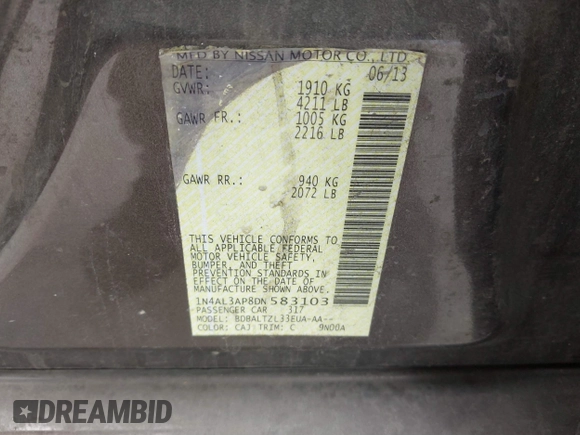 MFD BY NISSAN MOTOR CO., LTD.
DATE: 06/13
GVWR: 1910 KG
4211 LB
GAWR FR.: 1005 KG
2216 LB
GAWR RR.: 940 KG
2072 LB
THIS VEHICLE CONFORMS TO
ALL APPLICABLE FEDERAL
MOTOR VEHICLE SAFETY,
BUMPER, AND THEFT
PREVENTION STANDARDS IN
EFFECT ON THE DATE OF
MANUFACTURE SHOWN ABOVE.
1N4AL3AP8DN583103
PASSENGER CAR 317
MODEL: BDBALTZL33EUA-AA--
COLOR: CAJ TRIM: C 9N00A
DREAMBID